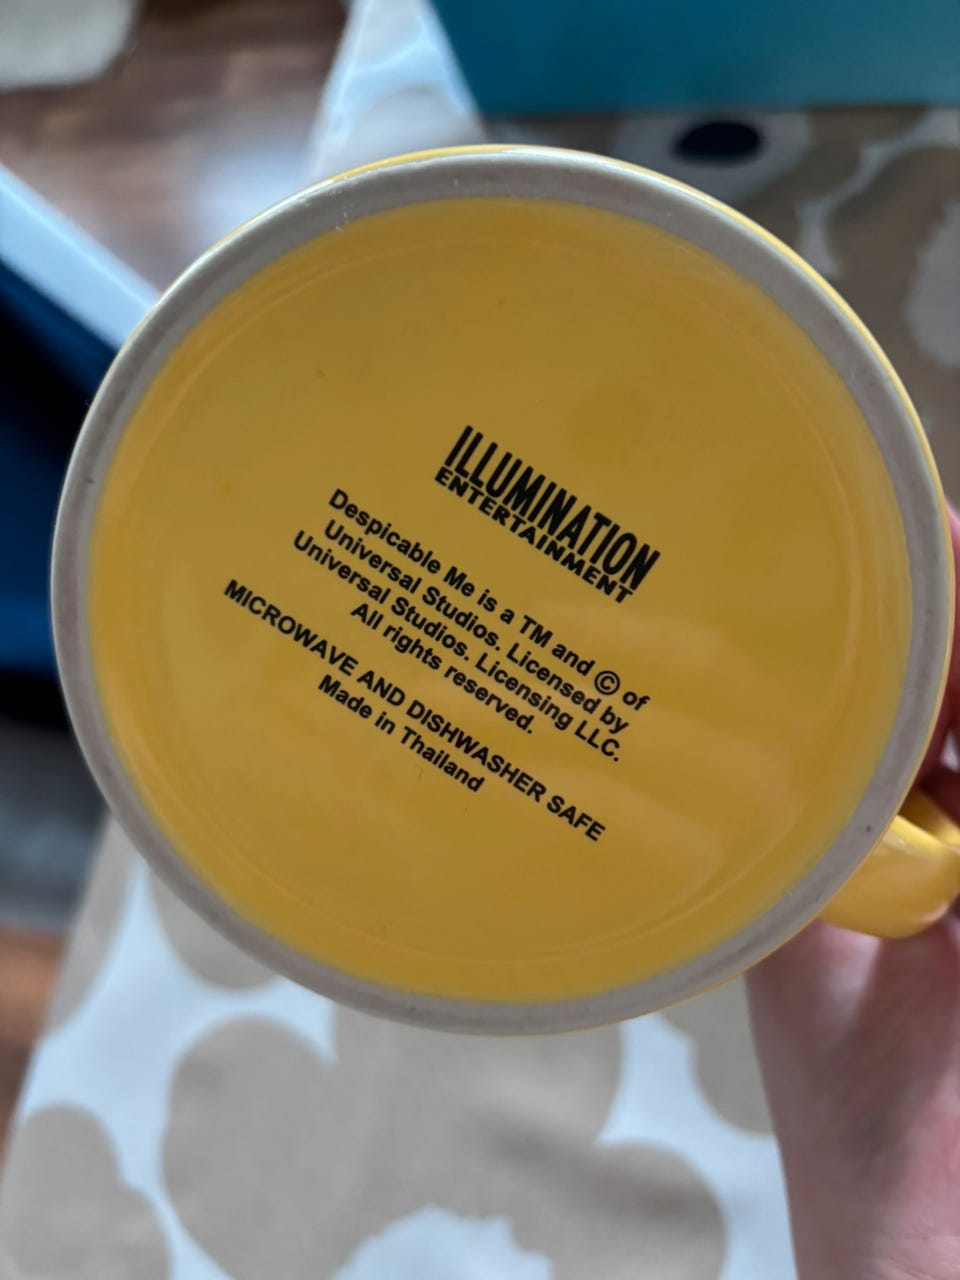 ILLUMINATION
ENTERTAINMENT
Despicable Me is a TM and © of
Universal Studios. Licensed by
Universal Studios. Licensing LLC.
All rights reserved.
MICROWAVE AND DISHWASHER SAFE
Made in Thailand